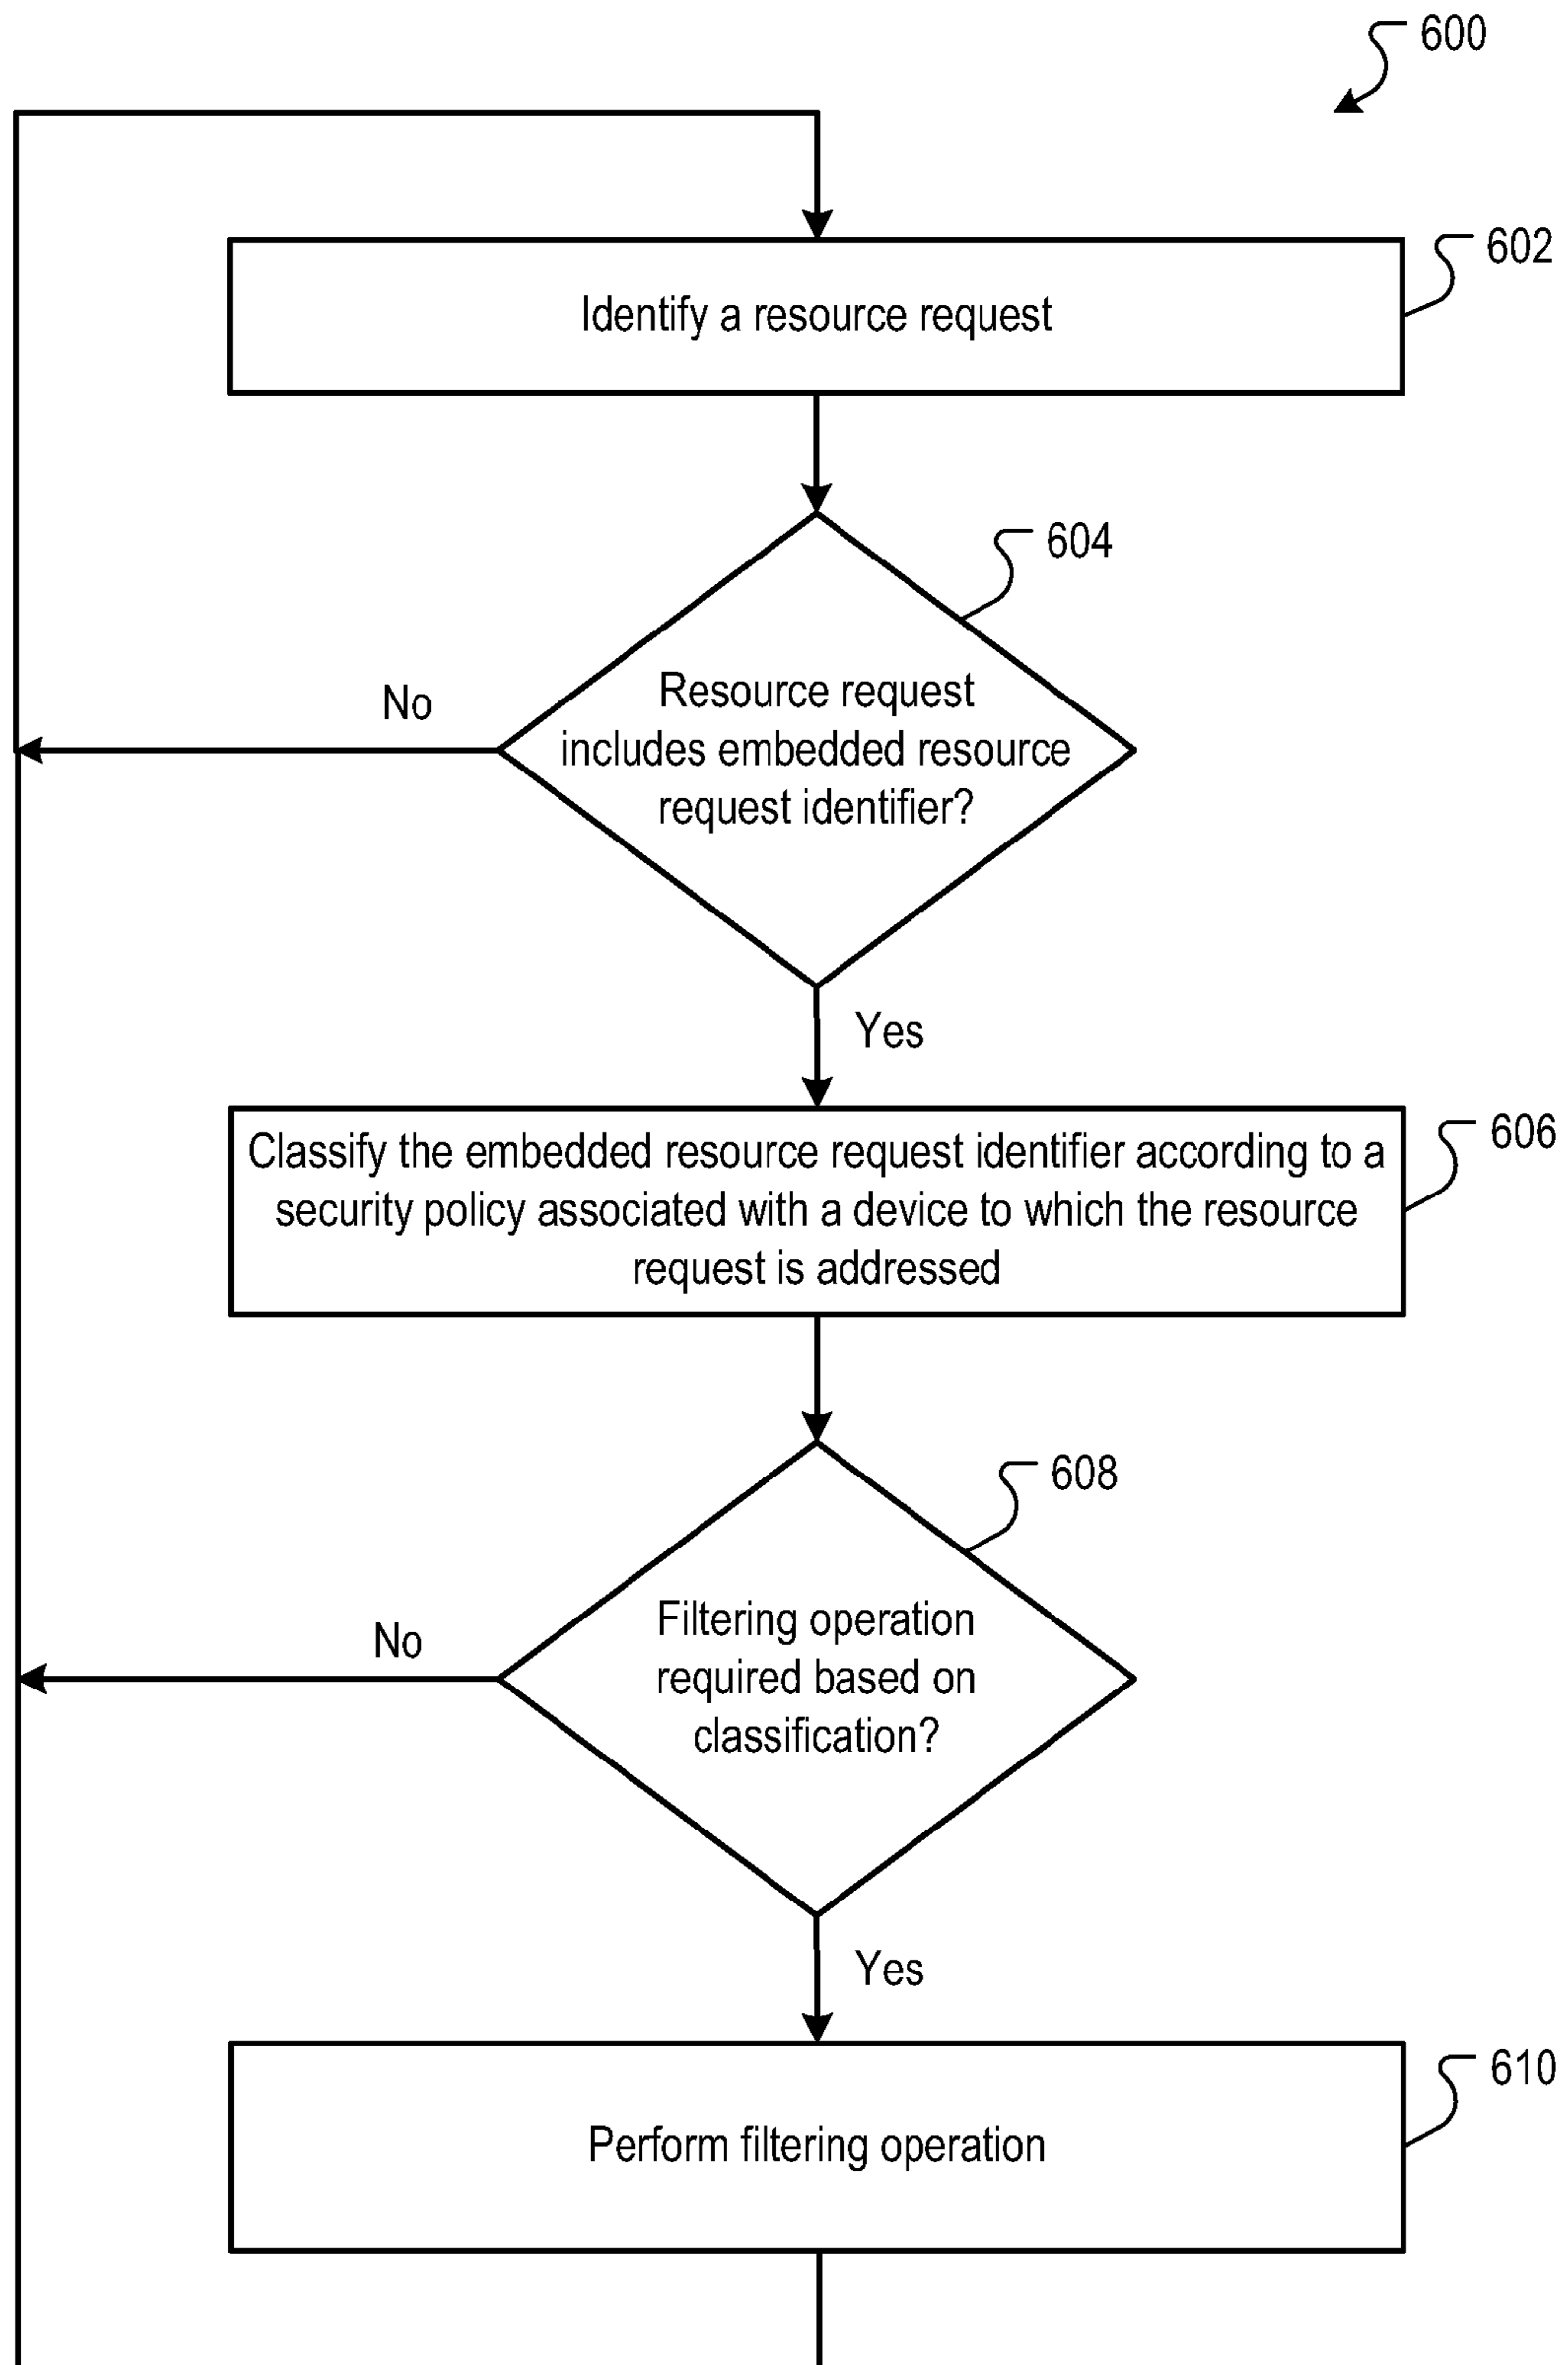 600
602
Identify a resource request
604
Resource request
includes embedded resource
request identifier?
No
Yes
606
Classify the embedded resource request identifier according to a
security policy associated with a device to which the resource
request is addressed
608
Filtering operation
required based on
classification?
No
Yes
610
Perform filtering operation